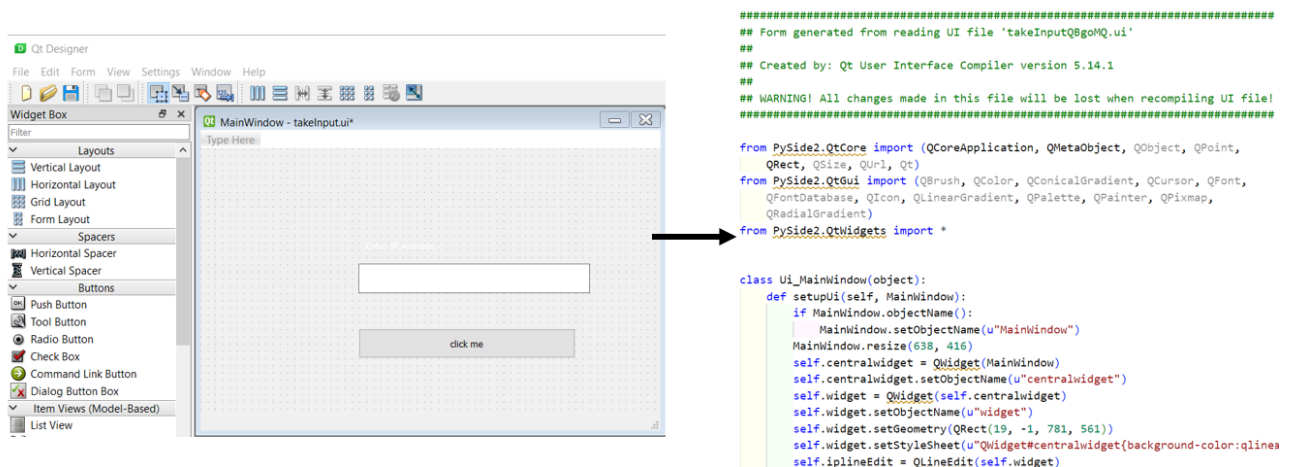 Qt Designer
File Edit Form View Settings Window Help
Widget Box
Filter
Layouts
Vertical Layout
Horizontal Layout
Grid Layout
Form Layout
Spacers
Horizontal Spacer
Vertical Spacer
Buttons
Push Button
Tool Button
Radio Button
Check Box
Command Link Button
Dialog Button Box
Item Views (Model-Based)
List View
MainWindow - takeInput.ui*
Type Here
click me
##############################################################################
## Form generated from reading UI file 'takeInputQBgoMQ.ui'
##
## Created by: Qt User Interface Compiler version 5.14.1
##
## WARNING! All changes made in this file will be lost when recompiling UI file!
##############################################################################
from PySide2.QtCore import (QCoreApplication, QMetaObject, QObject, QPoint,
    QRect, QSize, QUrl, Qt)
from PySide2.QtGui import (QBrush, QColor, QConicalGradient, QCursor, QFont,
    QFontDatabase, QIcon, QLinearGradient, QPalette, QPainter, QPixmap,
    QRadialGradient)
from PySide2.QtWidgets import *
class Ui_MainWindow(object):
    def setupUi(self, MainWindow):
        if MainWindow.objectName():
            MainWindow.setObjectName(u"MainWindow")
        MainWindow.resize(638, 416)
        self.centralwidget = QWidget(MainWindow)
        self.centralwidget.setObjectName(u"centralwidget")
        self.widget = QWidget(self.centralwidget)
        self.widget.setObjectName(u"widget")
        self.widget.setGeometry(QRect(19, -1, 781, 561))
        self.widget.setStyleSheet(u"QWidget#centralwidget{background-color:qlinea
        self.iplineEdit = QLineEdit(self.widget)